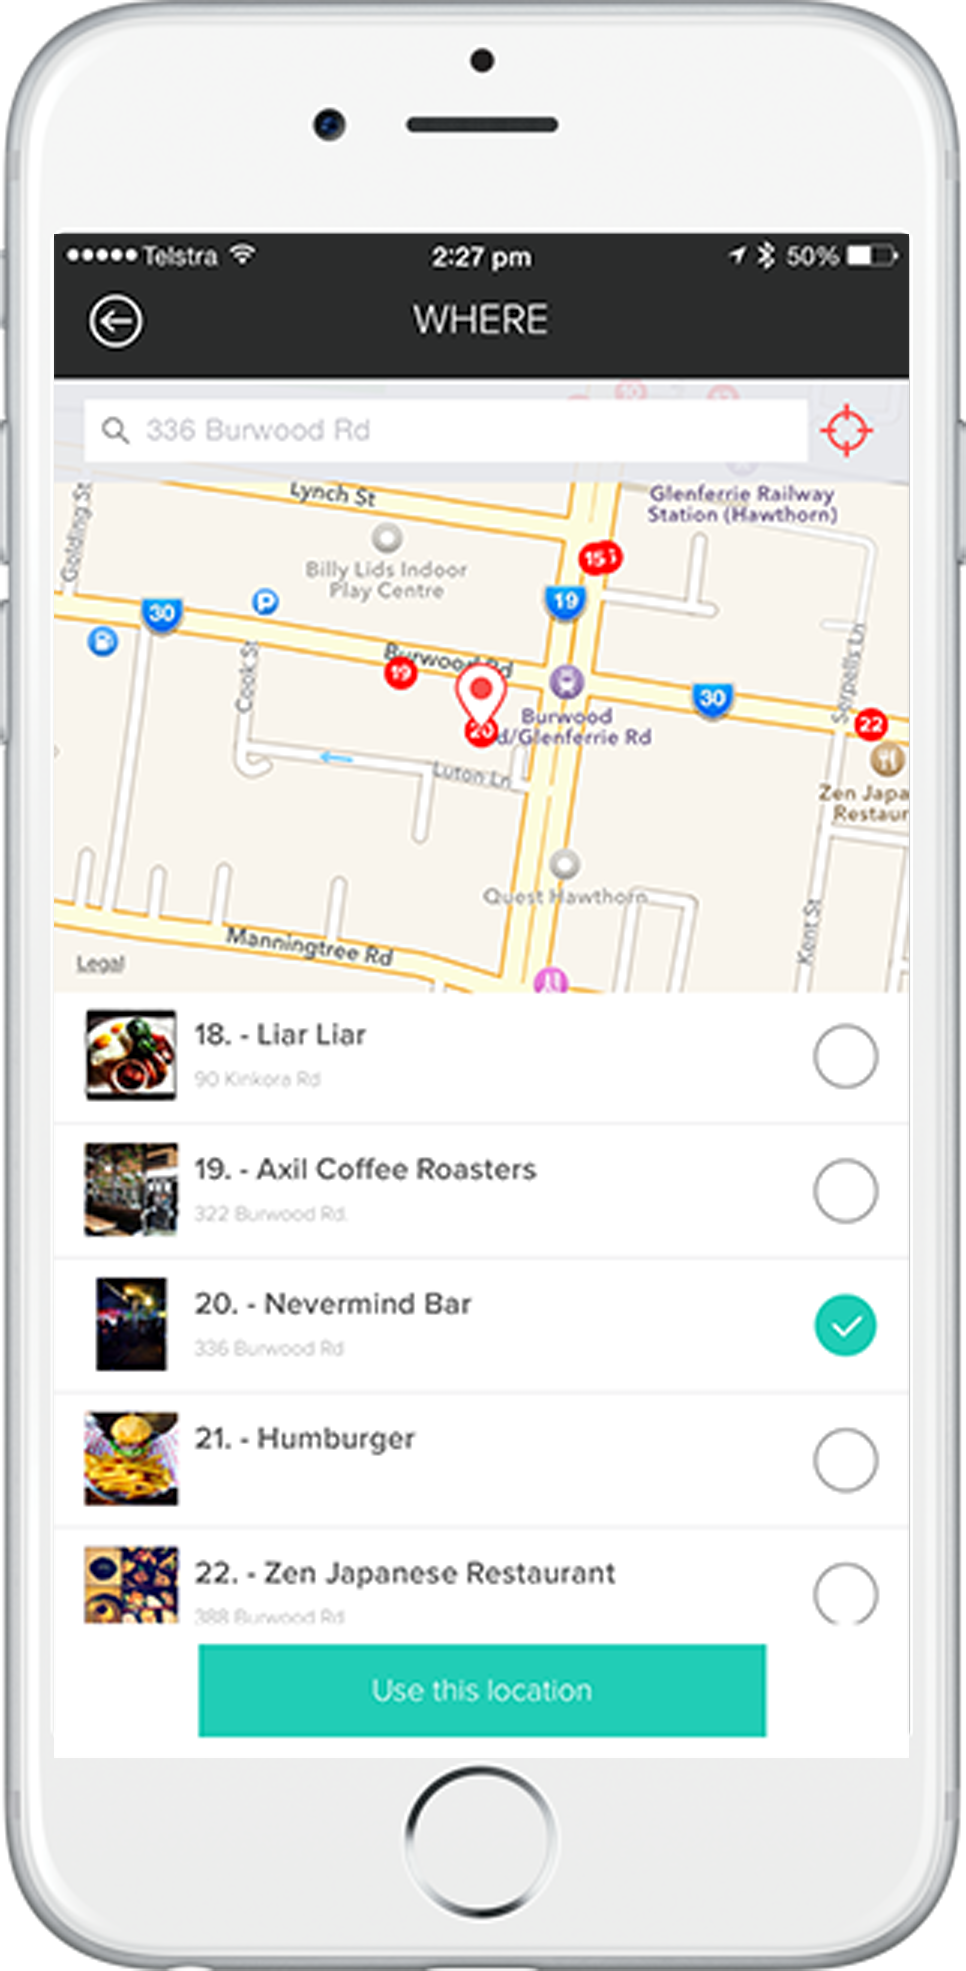 Telstra
2:27 pm
50%
WHERE
336 Burwood Rd
Lynch St
Glenferrie Railway
Station (Hawthorn)
Golding St
Billy Lids Indoor
Play Centre
15
19
30
P
Burwood Rd
Cook St
19
30
Serpells Ln
22
20
Burwood
d/Glenferrie Rd
Luton Ln
Zen Japa
Restaur
Quest Hawthorn
Kent St
Manningtree Rd
Legal
18. - Liar Liar
90 Kinkora Rd
19. - Axil Coffee Roasters
322 Burwood Rd.
20. - Nevermind Bar
336 Burwood Rd
21. - Humburger
22. - Zen Japanese Restaurant
388 Burwood Rd
Use this location